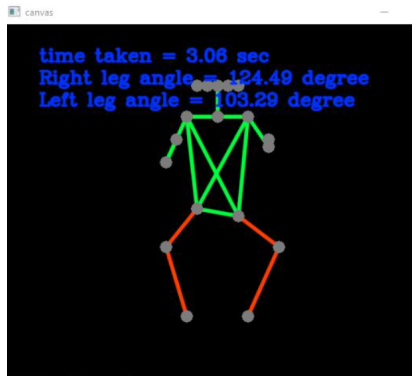 canvas
time taken = 3.06 sec
Right leg angle = 124.49 degree
Left leg angle = 103.29 degree